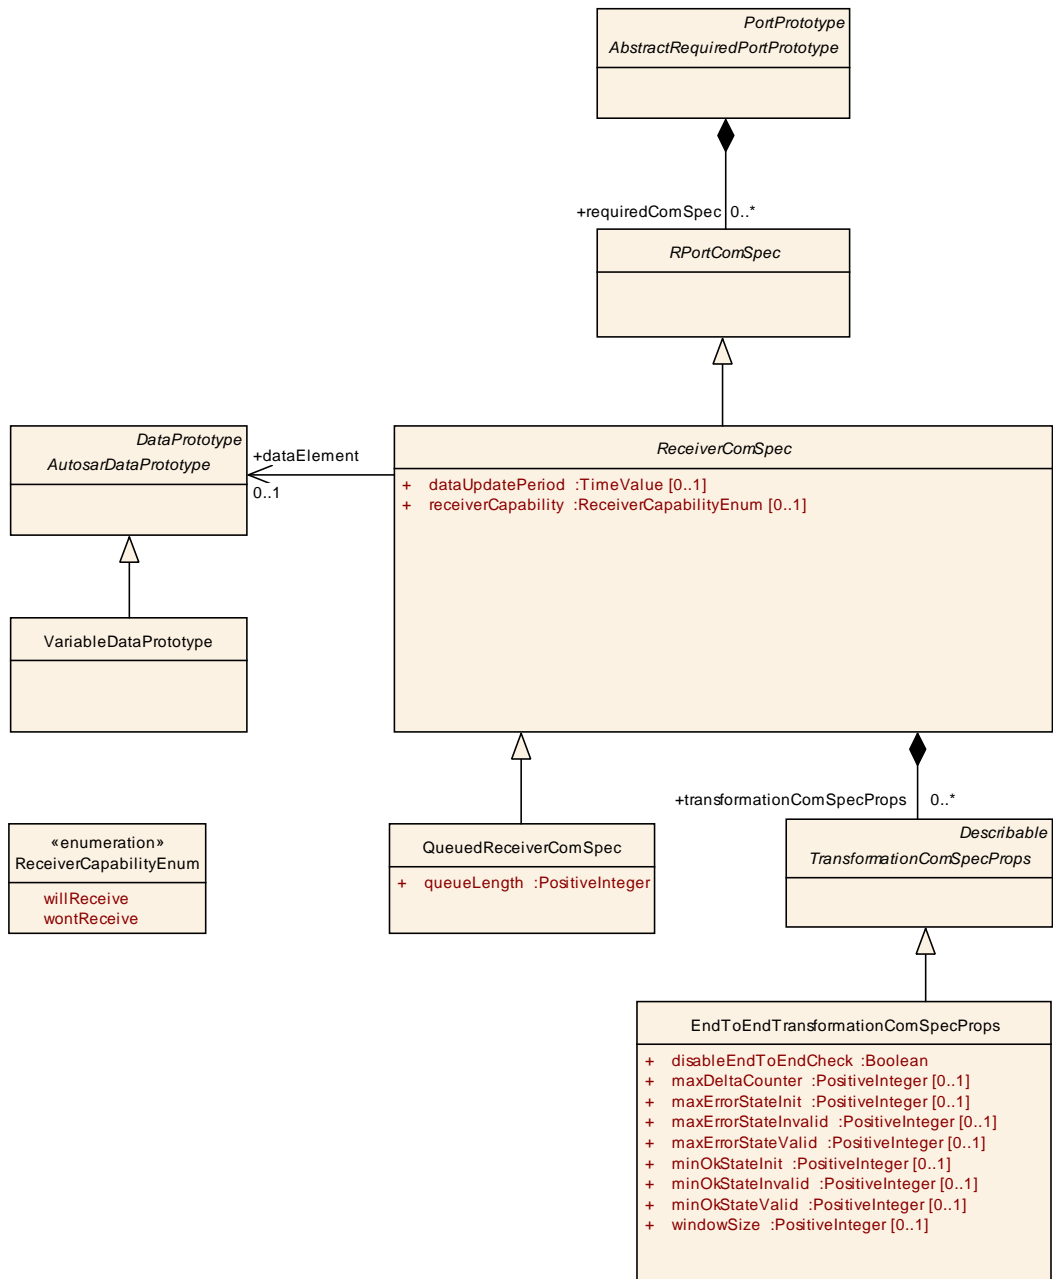 PortPrototype
AbstractRequiredPortPrototype
+requiredComSpec 0..*
RPortComSpec
DataPrototype
AutosarDataPrototype
+dataElement
0..1
ReceiverComSpec
+ dataUpdatePeriod :TimeValue [0..1]
+ receiverCapability :ReceiverCapabilityEnum [0..1]
VariableDataPrototype
+transformationComSpecProps 0..*
«enumeration»
ReceiverCapabilityEnum
willReceive
wontReceive
QueuedReceiverComSpec
+ queueLength :PositiveInteger
Describable
TransformationComSpecProps
EndToEndTransformationComSpecProps
+ disableEndToEndCheck :Boolean
+ maxDeltaCounter :PositiveInteger [0..1]
+ maxErrorStateInit :PositiveInteger [0..1]
+ maxErrorStateInvalid :PositiveInteger [0..1]
+ maxErrorStateValid :PositiveInteger [0..1]
+ minOkStateInit :PositiveInteger [0..1]
+ minOkStateInvalid :PositiveInteger [0..1]
+ minOkStateValid :PositiveInteger [0..1]
+ windowSize :PositiveInteger [0..1]